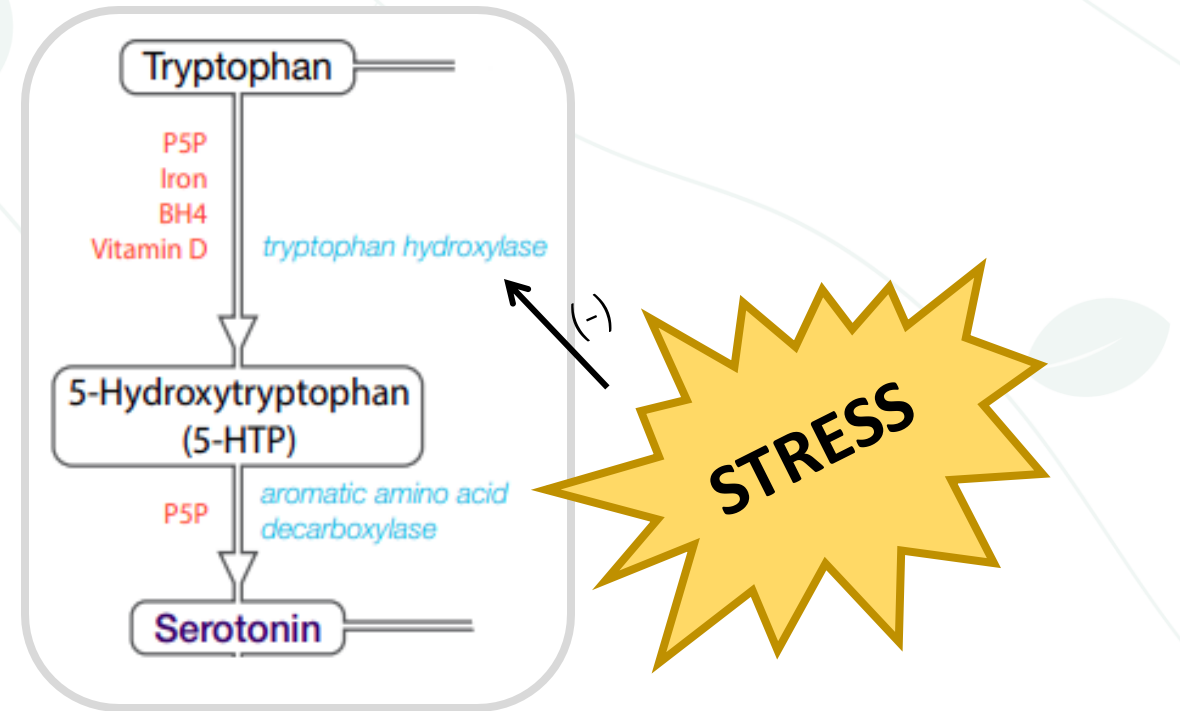 Tryptophan
P5P
Iron
BH4
Vitamin D
tryptophan hydroxylase
(-)
STRESS
5-Hydroxytryptophan
(5-HTP)
P5P
aromatic amino acid
decarboxylase
Serotonin